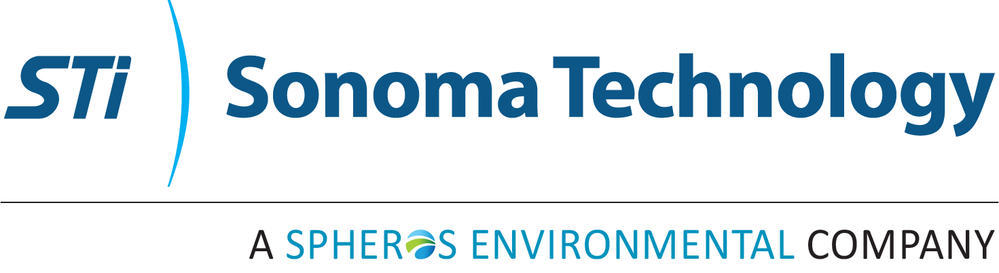 STi Sonoma Technology
A SPHEROS ENVIRONMENTAL COMPANY